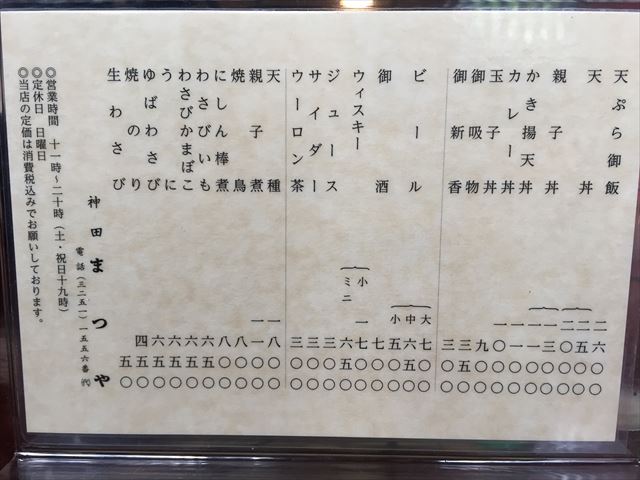 天ぷら御飯 二六〇〇
天丼 二五〇〇 二〇〇〇
親子丼 一三〇〇
かき揚天丼
カレー丼
玉子丼 一〇〇〇
御吸物
御新香 三〇〇
ビール 大 七〇〇 中 六五〇 小 五〇〇
御酒 七〇〇
ウィスキー 小 一七〇〇 ミニ 六五〇
ジュース 三〇〇
サイダー 三〇〇
ウーロン茶 三〇〇
天種 一八〇〇
親子煮 一一〇〇
焼鳥 八〇〇
にしん棒煮 八〇〇
わさびいも 六五〇
わさびかまぼこ 六五〇
うに 六五〇
ゆばわさび 六五〇
焼のり 四五〇
生わさび 五〇
神田まつや
電話(三二五一)一五五六番(代)
◎営業時間 十一時〜二十時(土・祝日十九時)
◎定休日 日曜日
◎当店の定価は消費税込みでお願いしております。